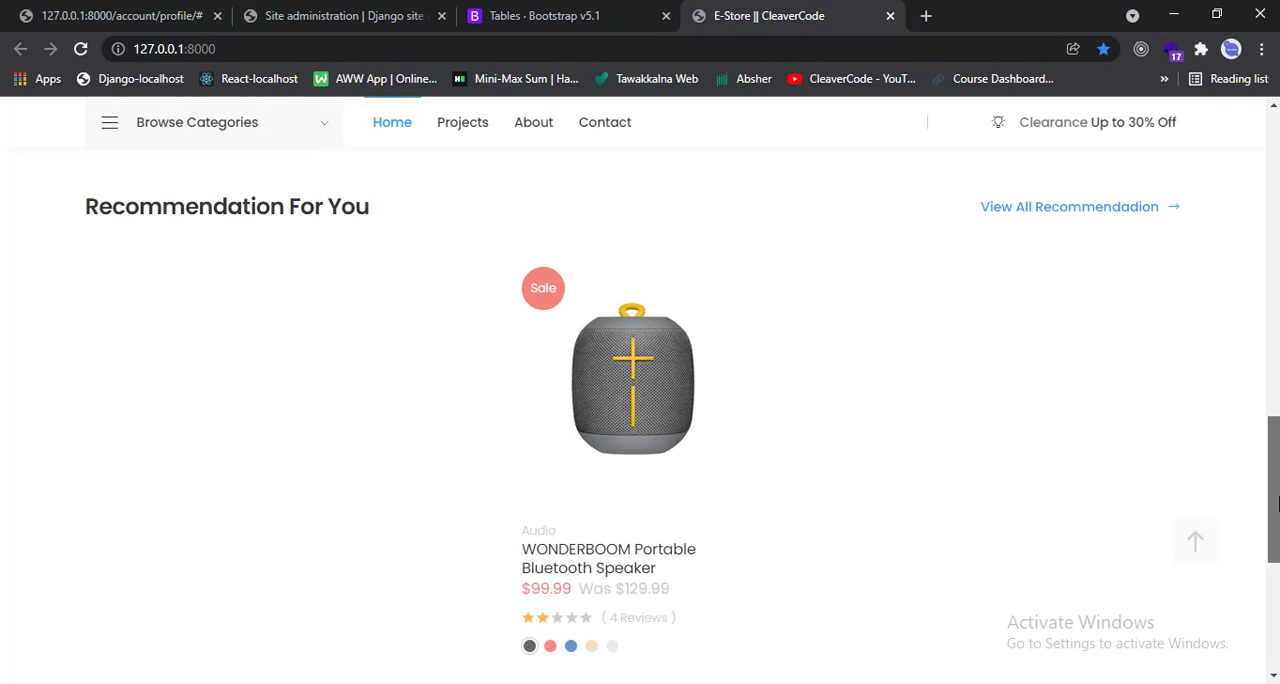 127.0.0.1:8000/account/profile/#
Site administration | Django site
B Tables · Bootstrap v5.1
E-Store || CleaverCode
127.0.0.1:8000
17
Apps
Django-localhost
React-localhost
AWW App | Online...
Mini-Max Sum | Ha...
Tawakkalna Web
Absher
CleaverCode - YouT...
Course Dashboard...
»
Reading list
Browse Categories
Home
Projects
About
Contact
Clearance Up to 30% Off
Recommendation For You
View All Recommendadion →
Sale
Audio
WONDERBOOM Portable
Bluetooth Speaker
$99.99 Was $129.99
( 4 Reviews )
Activate Windows
Go to Settings to activate Windows.